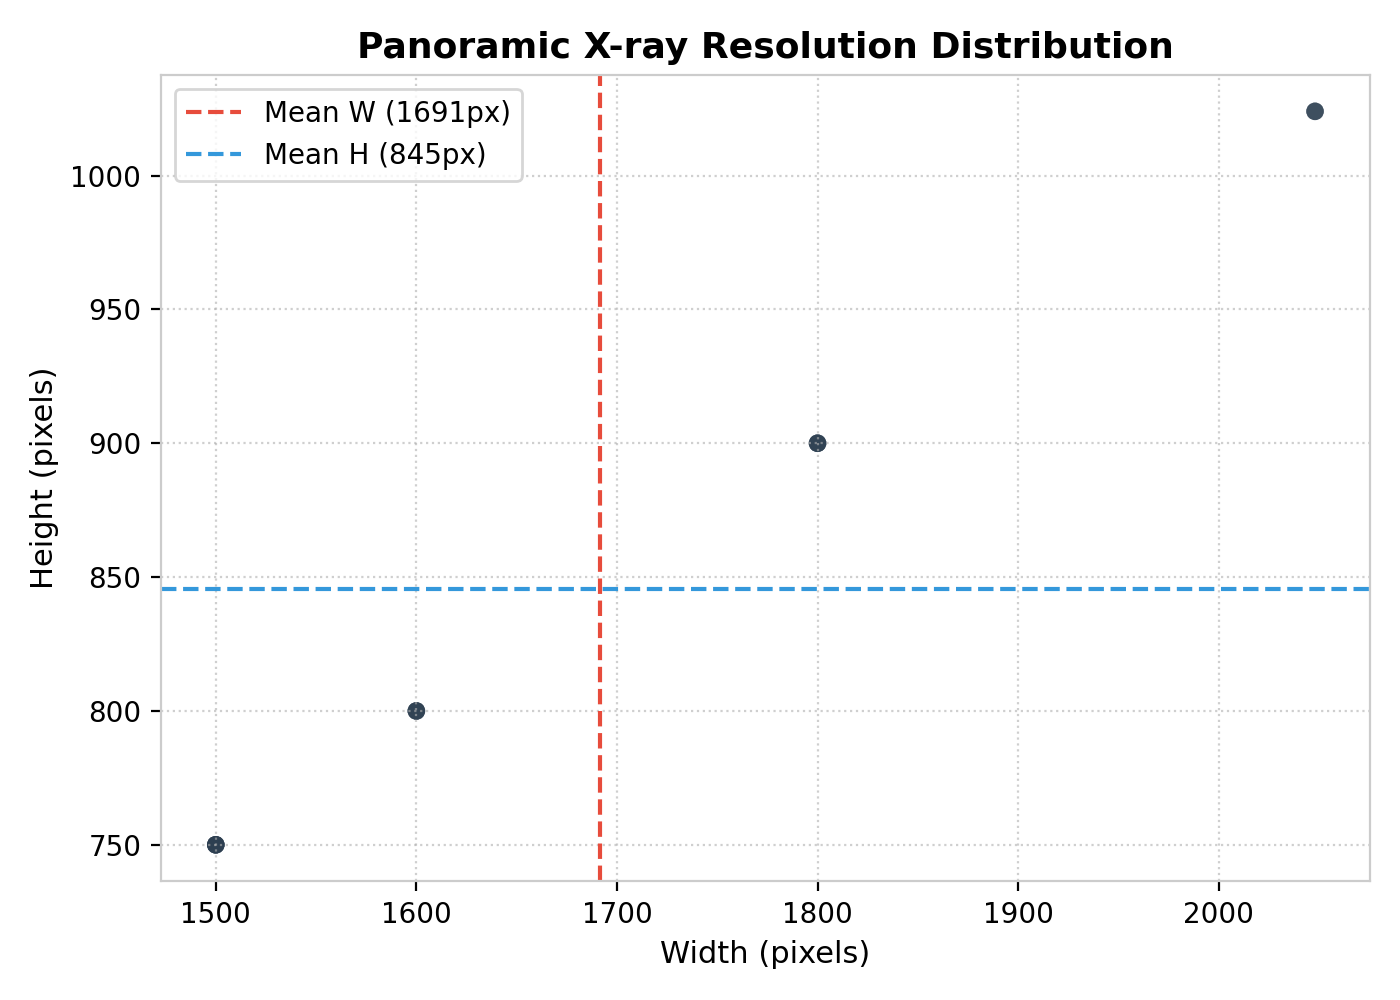 Panoramic X-ray Resolution Distribution
Mean W (1691px)
Mean H (845px)
Height (pixels)
1000
950
900
850
800
750
1500 1600 1700 1800 1900 2000
Width (pixels)